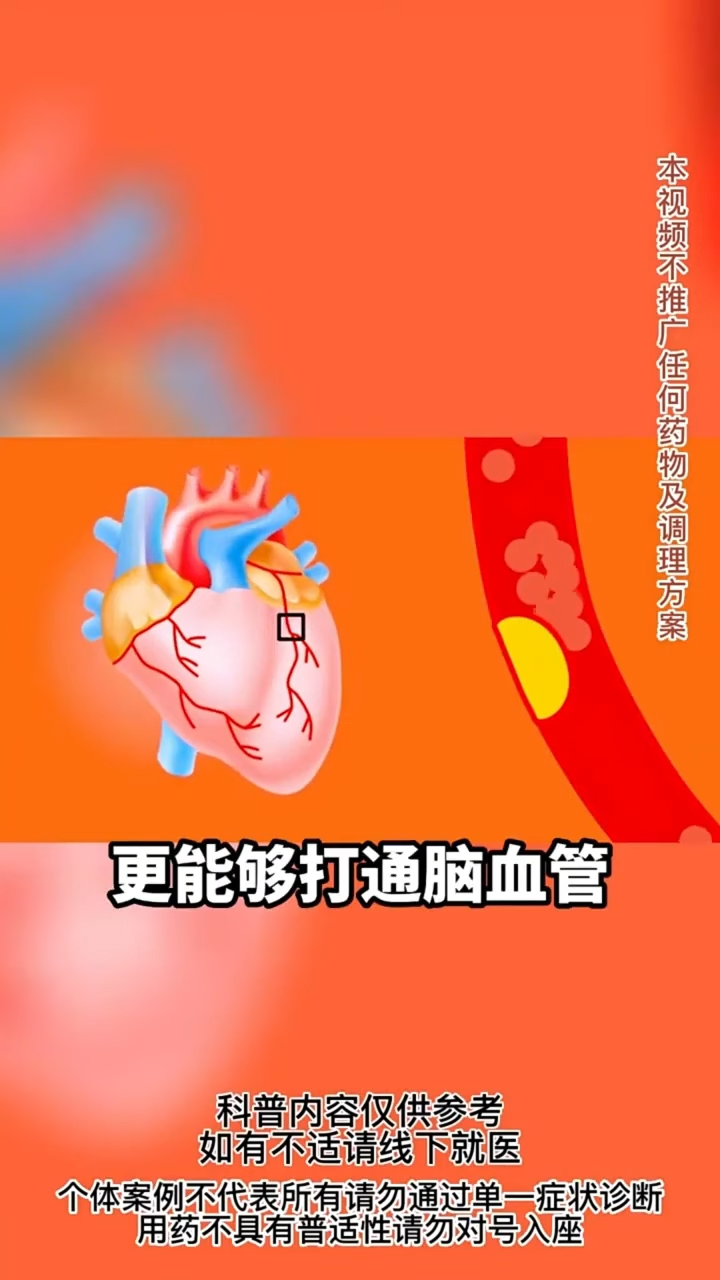 本视频不推广任何药物及调理方案
更能够打通脑血管
科普内容仅供参考
如有不适请线下就医
个体案例不代表所有请勿通过单一症状诊断
用药不具有普适性请勿对号入座